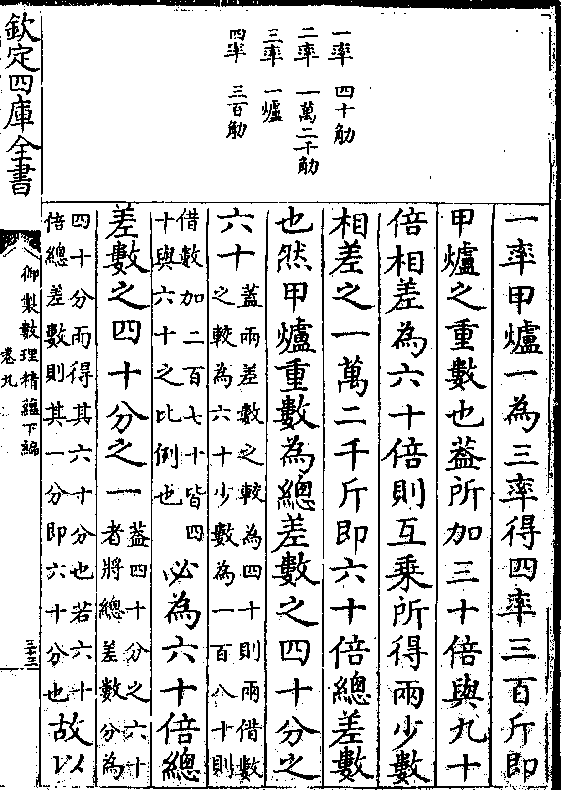 一率 四十觔
二率 一萬二千觔
三率 一爐
四率 三百觔
一率甲爐一為三率得四率三百斤即
甲爐之重數也葢所加三十倍與九十
倍相差為六十倍則互乗所得兩少數
相差之一萬二千斤即六十倍總差數
也然甲爐重數為總差數之四十分之
六十
蓋兩差數之較為四十則兩借數
之較為六十少數為一百八十則
借數加二百七十皆四
十與六十之比例也
必為六十倍總
差數之四十分之一
葢四十分之六十
者將總差數分為
四十分而得其六十分也若六十
倍總差數則其一分即六十分也
故以
欽定四庫全書
御製數理精蘊下編
卷九